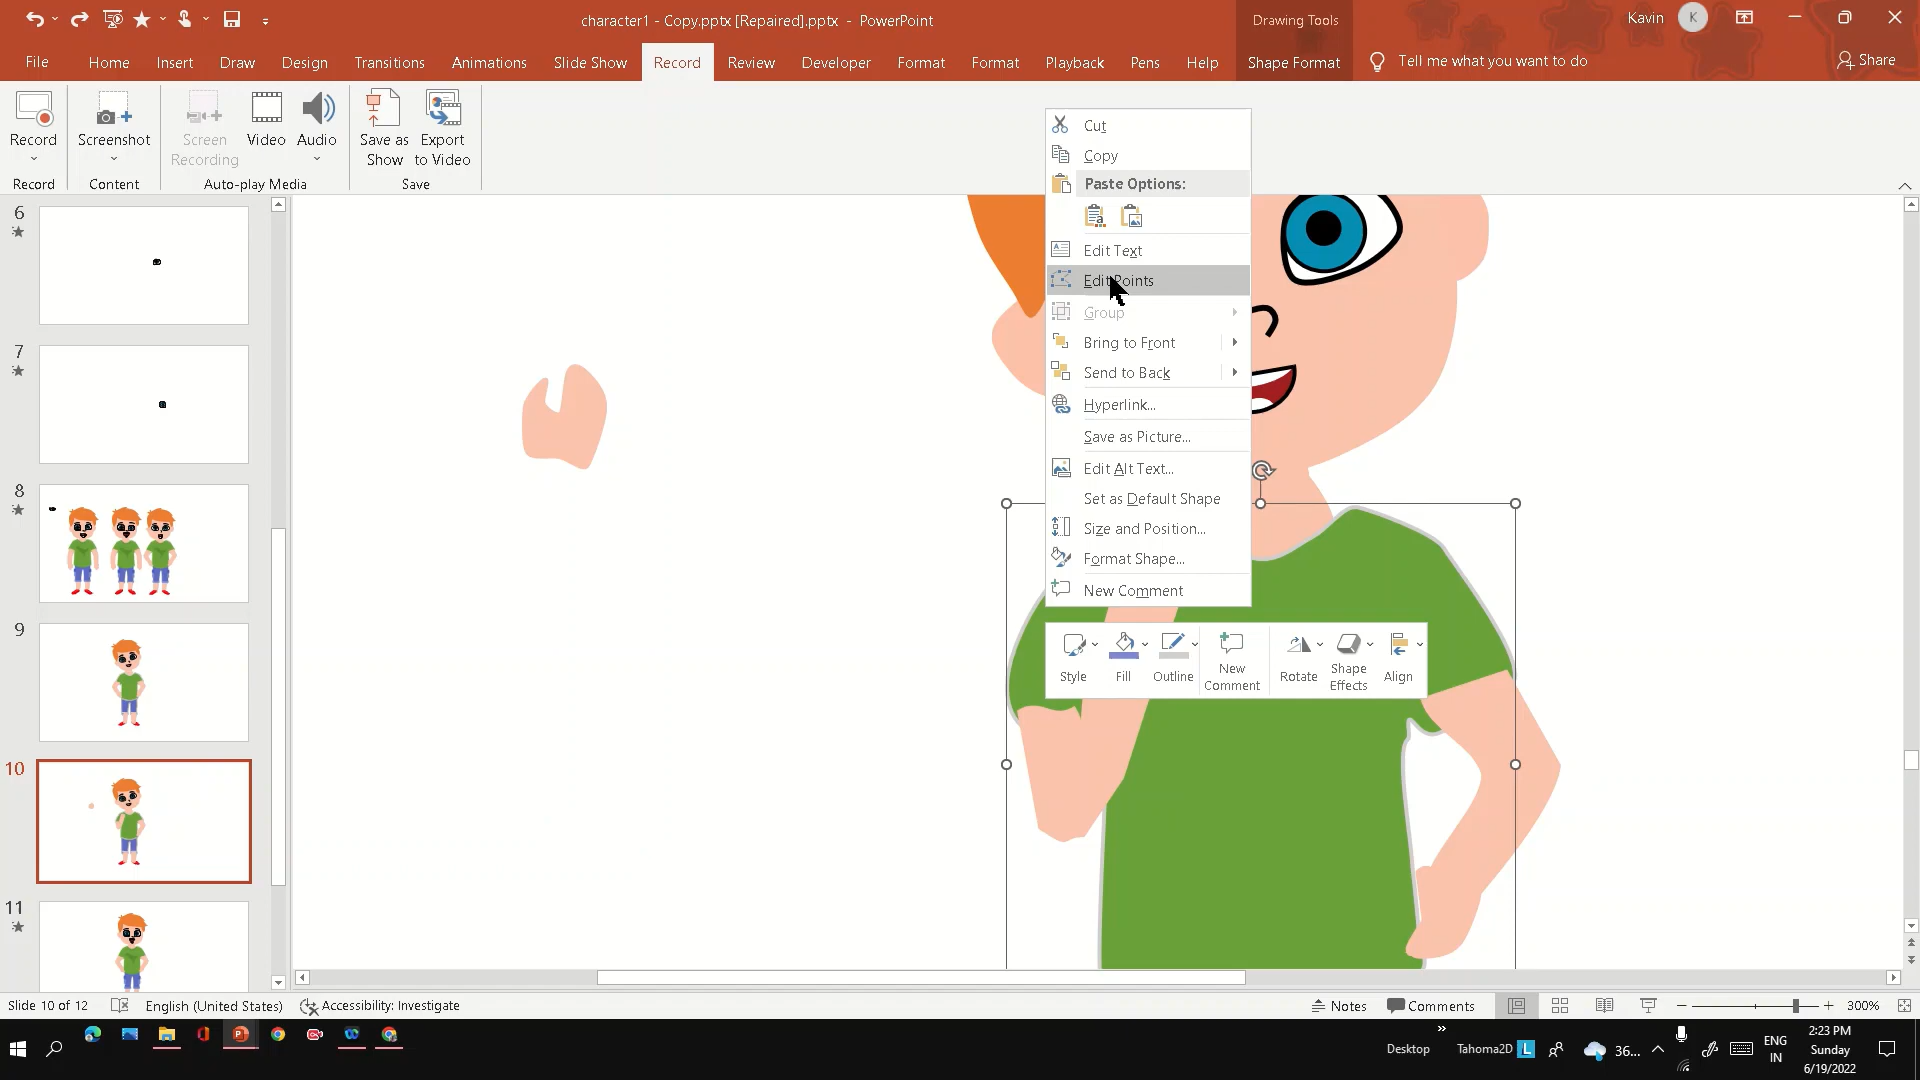 character1 - Copy.pptx [Repaired].pptx - PowerPoint
Drawing Tools
Kavin
K
File Home Insert Draw Design Transitions Animations Slide Show Record Review Developer Format Format Playback Pens Help Shape Format Tell me what you want to do Share
Record
Screenshot
Screen Recording
Video
Audio
Save as Show
Export to Video
Record
Content
Auto-play Media
Save
6
7
8
9
10
11
Cut
Copy
Paste Options:
Edit Text
Edit Points
Group
Bring to Front
Send to Back
Hyperlink...
Save as Picture...
Edit Alt Text...
Set as Default Shape
Size and Position...
Format Shape...
New Comment
Style
Fill
Outline
New Comment
Rotate
Shape Effects
Align
Slide 10 of 12
English (United States)
Accessibility: Investigate
Notes
Comments
300%
Desktop
Tahoma2D
L
36...
ENG
IN
2:23 PM
Sunday
6/19/2022